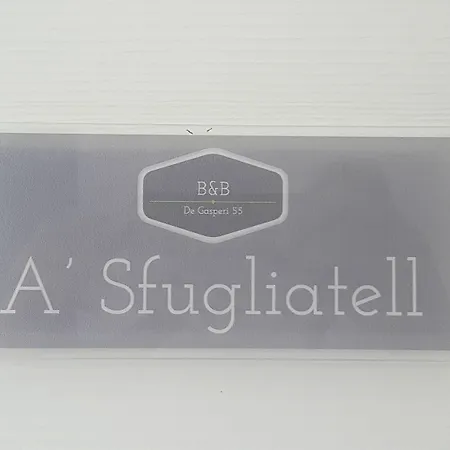 B&B
De Gasperi 55
A' Sfugliatell